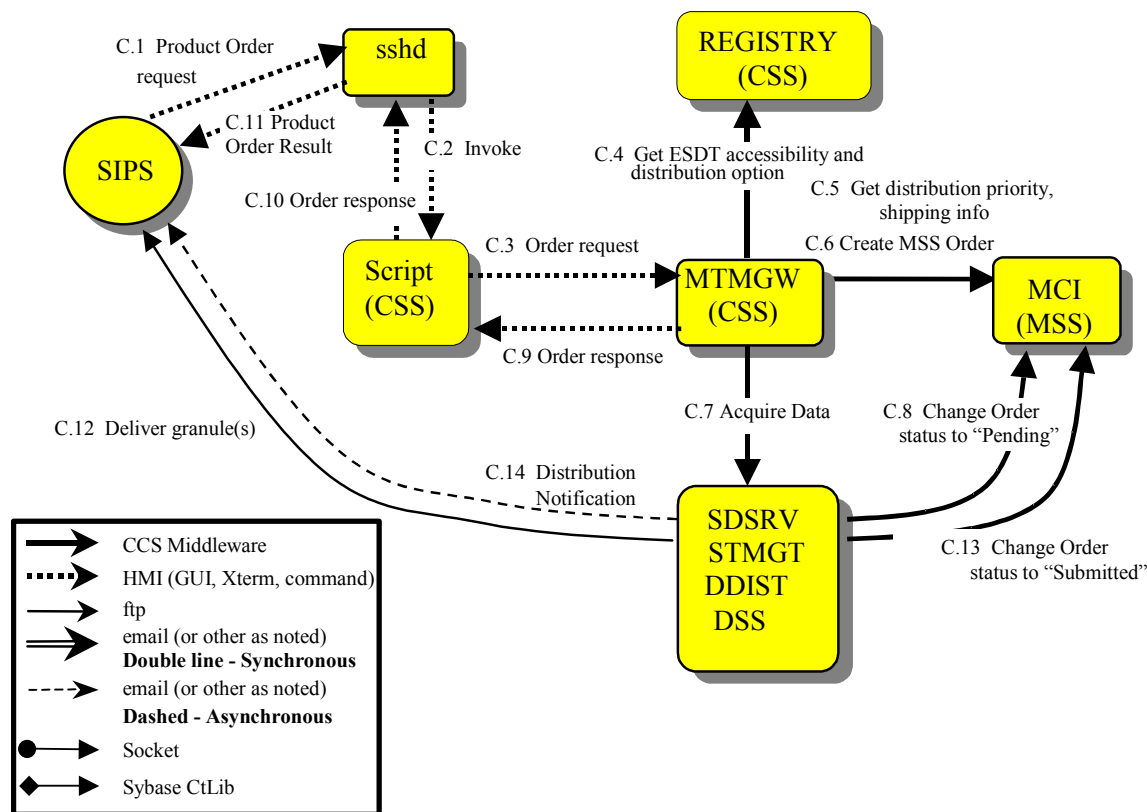 C.1 Product Order
request
sshd
REGISTRY
(CSS)
C.11 Product
Order Result
C.2 Invoke
SIPS
C.4 Get ESDT accessibility and
distribution option
C.5 Get distribution priority,
shipping info
C.10 Order response
C.3 Order request
C.6 Create MSS Order
Script
(CSS)
MTMGW
(CSS)
MCI
(MSS)
C.9 Order response
C.7 Acquire Data
C.8 Change Order
status to “Pending”
C.12 Deliver granule(s)
C.14 Distribution
Notification
SDSRV
STMGT
DDIST
DSS
C.13 Change Order
status to “Submitted”
CCS Middleware
HMI (GUI, Xterm, command)
ftp
email (or other as noted)
Double line - Synchronous
email (or other as noted)
Dashed - Asynchronous
Socket
Sybase CtLib